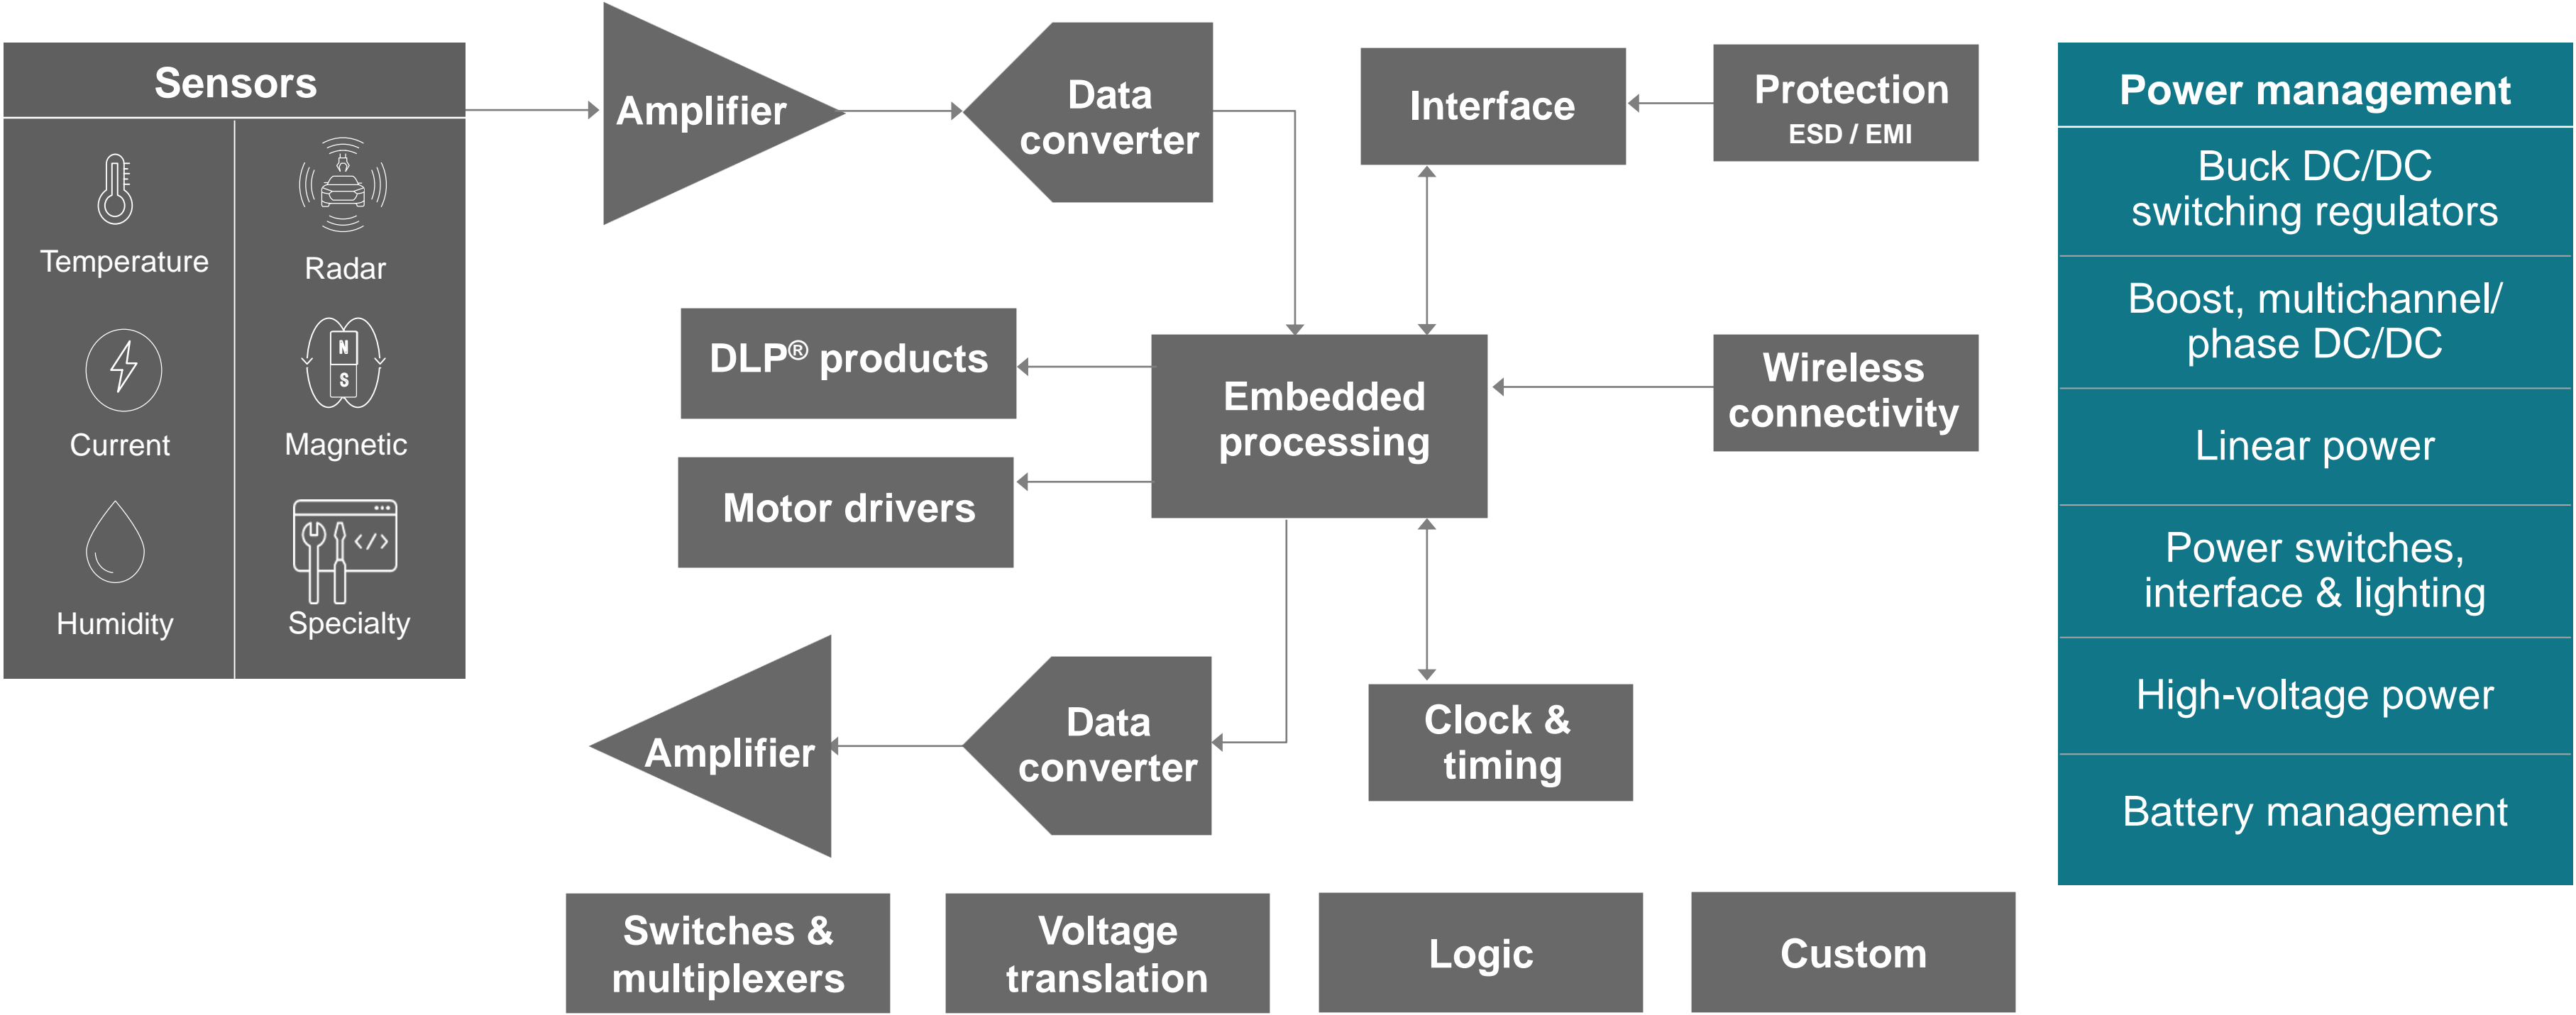 Sensors
Temperature
Radar
Current
N
S
Magnetic
Humidity
</>
Specialty
Amplifier
Data
converter
Interface
Protection
ESD / EMI
DLP® products
Motor drivers
Embedded
processing
Wireless
connectivity
Amplifier
Data
converter
Clock &
timing
Switches &
multiplexers
Voltage
translation
Logic
Custom
Power management
Buck DC/DC
switching regulators
Boost, multichannel/
phase DC/DC
Linear power
Power switches,
interface & lighting
High-voltage power
Battery management